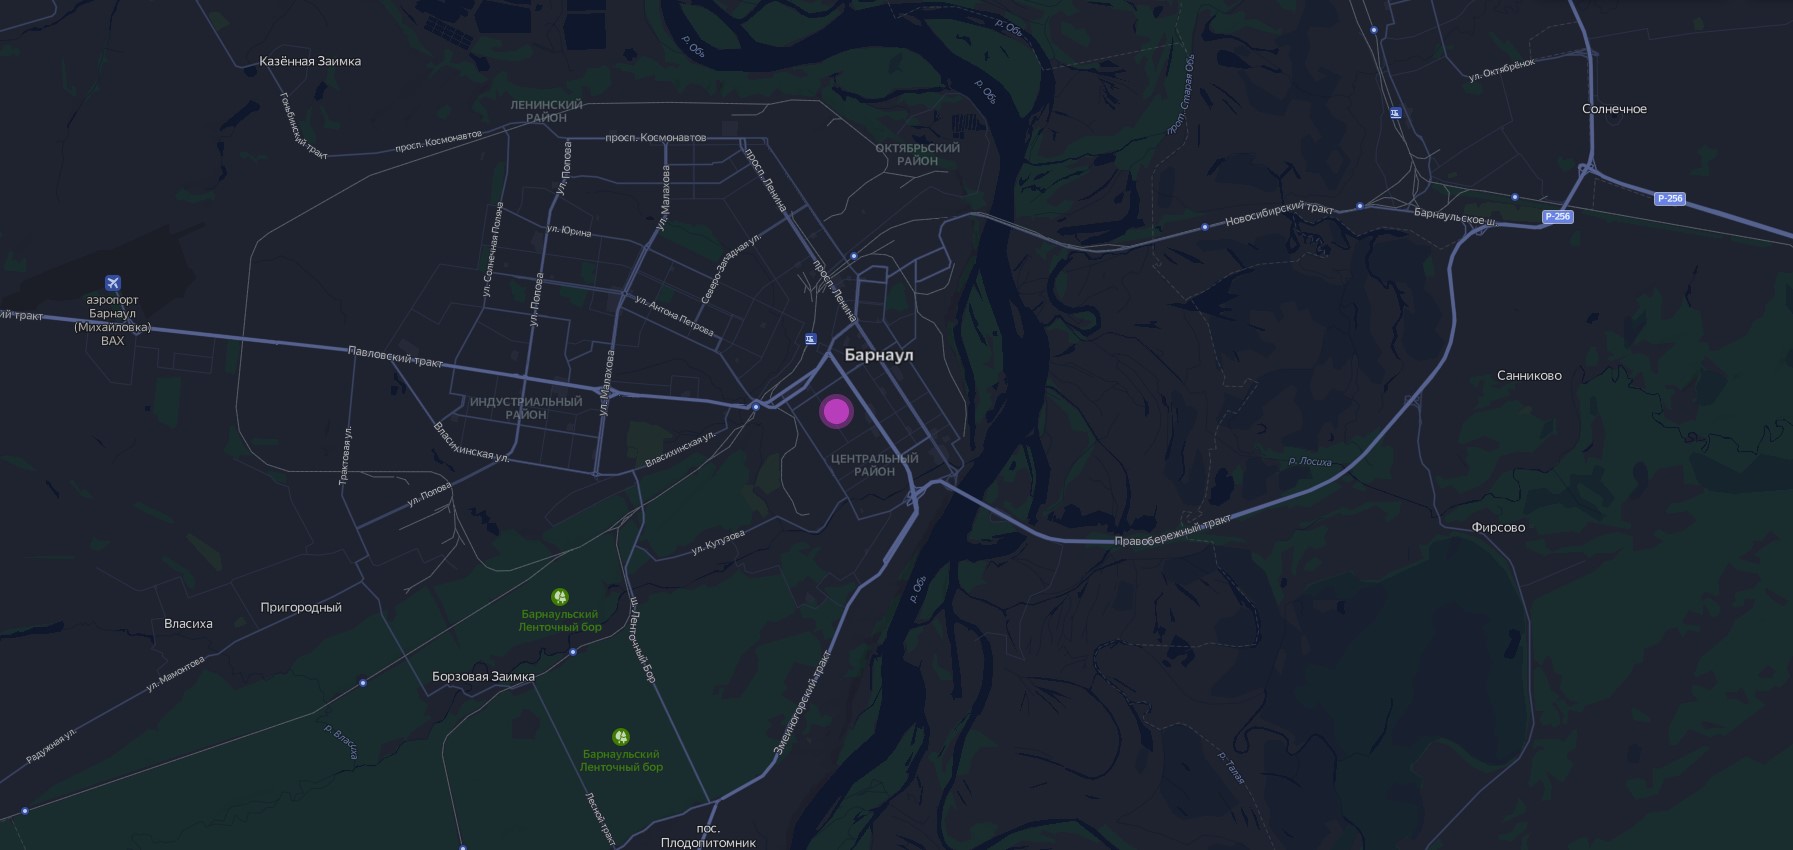 р. Обь
р. Обь
Казённая Заимка
ул. Октябрёнок
р. Обь
прот. Старая Обь
Солнечное
ЛЕНИНСКИЙ
РАЙОН
Гоньбинский тракт
просп. Космонавтов
просп. Космонавтов
ОКТЯБРЬСКИЙ
РАЙОН
ул. Попова
просп. Ленина
ул. Малахова
Р-256
Р-256
Новосибирский тракт
Барнаульское ш.
ул. Солнечная Поляна
ул. Юрина
Северо-Западная ул.
просп. Ленина
аэропорт
Барнаул
(Михайловка)
BAX
ул. Попова
ул. Антона Петрова
ий тракт
Павловский тракт
Барнаул
ул. Малахова
Санниково
ИНДУСТРИАЛЬНЫЙ
РАЙОН
Власихинская ул.
Власихинская ул.
Трактовая ул.
ЦЕНТРАЛЬНЫЙ
РАЙОН
р. Лосиха
ул. Попова
Правобережный тракт
Фирсово
ул. Кутузова
р. Обь
Пригородный
Власиха
Барнаульский
Ленточный бор
ш. Ленточный Бор
ул. Мамонтова
Борзовая Заимка
Змеиногорский тракт
Радужная ул.
р. Власиха
Барнаульский
Ленточный бор
р. Талая
Лесной тракт
пос.
Плодопитомник